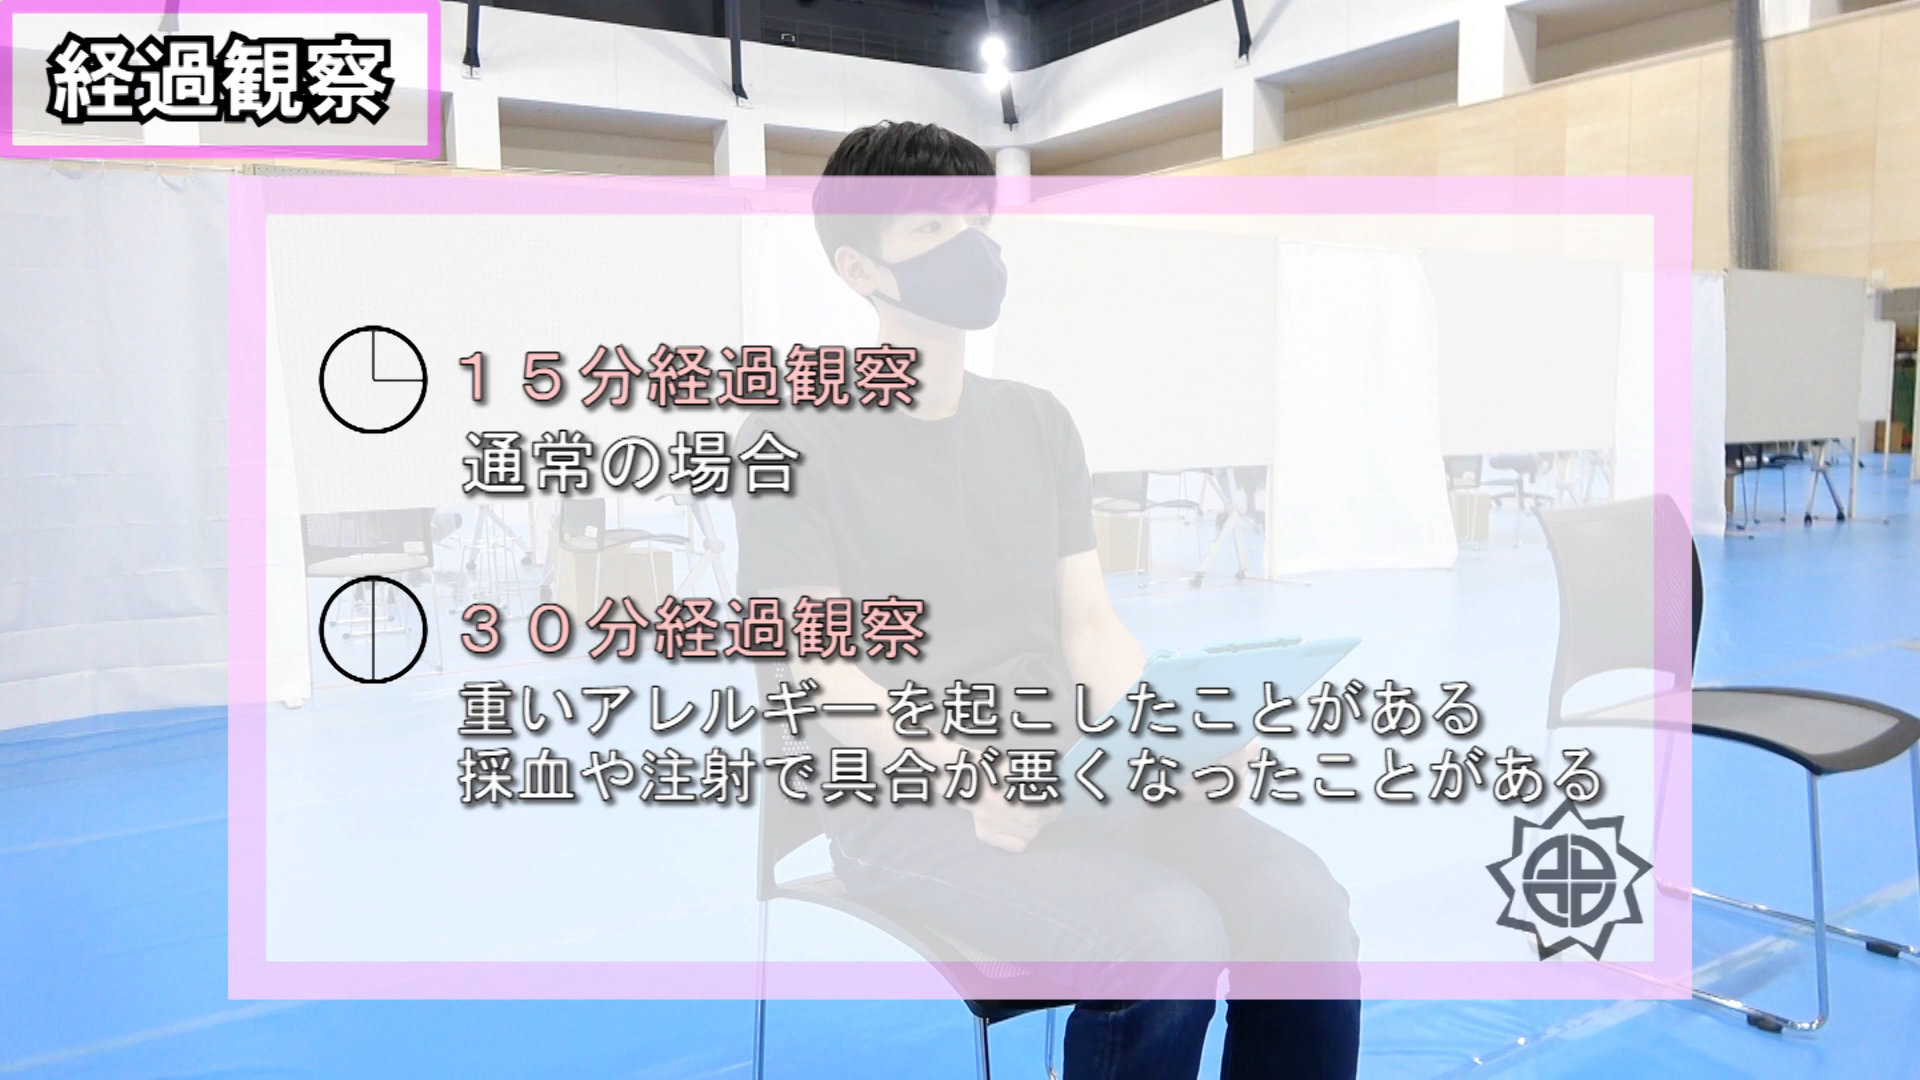 経過観察
１５分経過観察
通常の場合
３０分経過観察
重いアレルギーを起こしたことがある
採血や注射で具合が悪くなったことがある